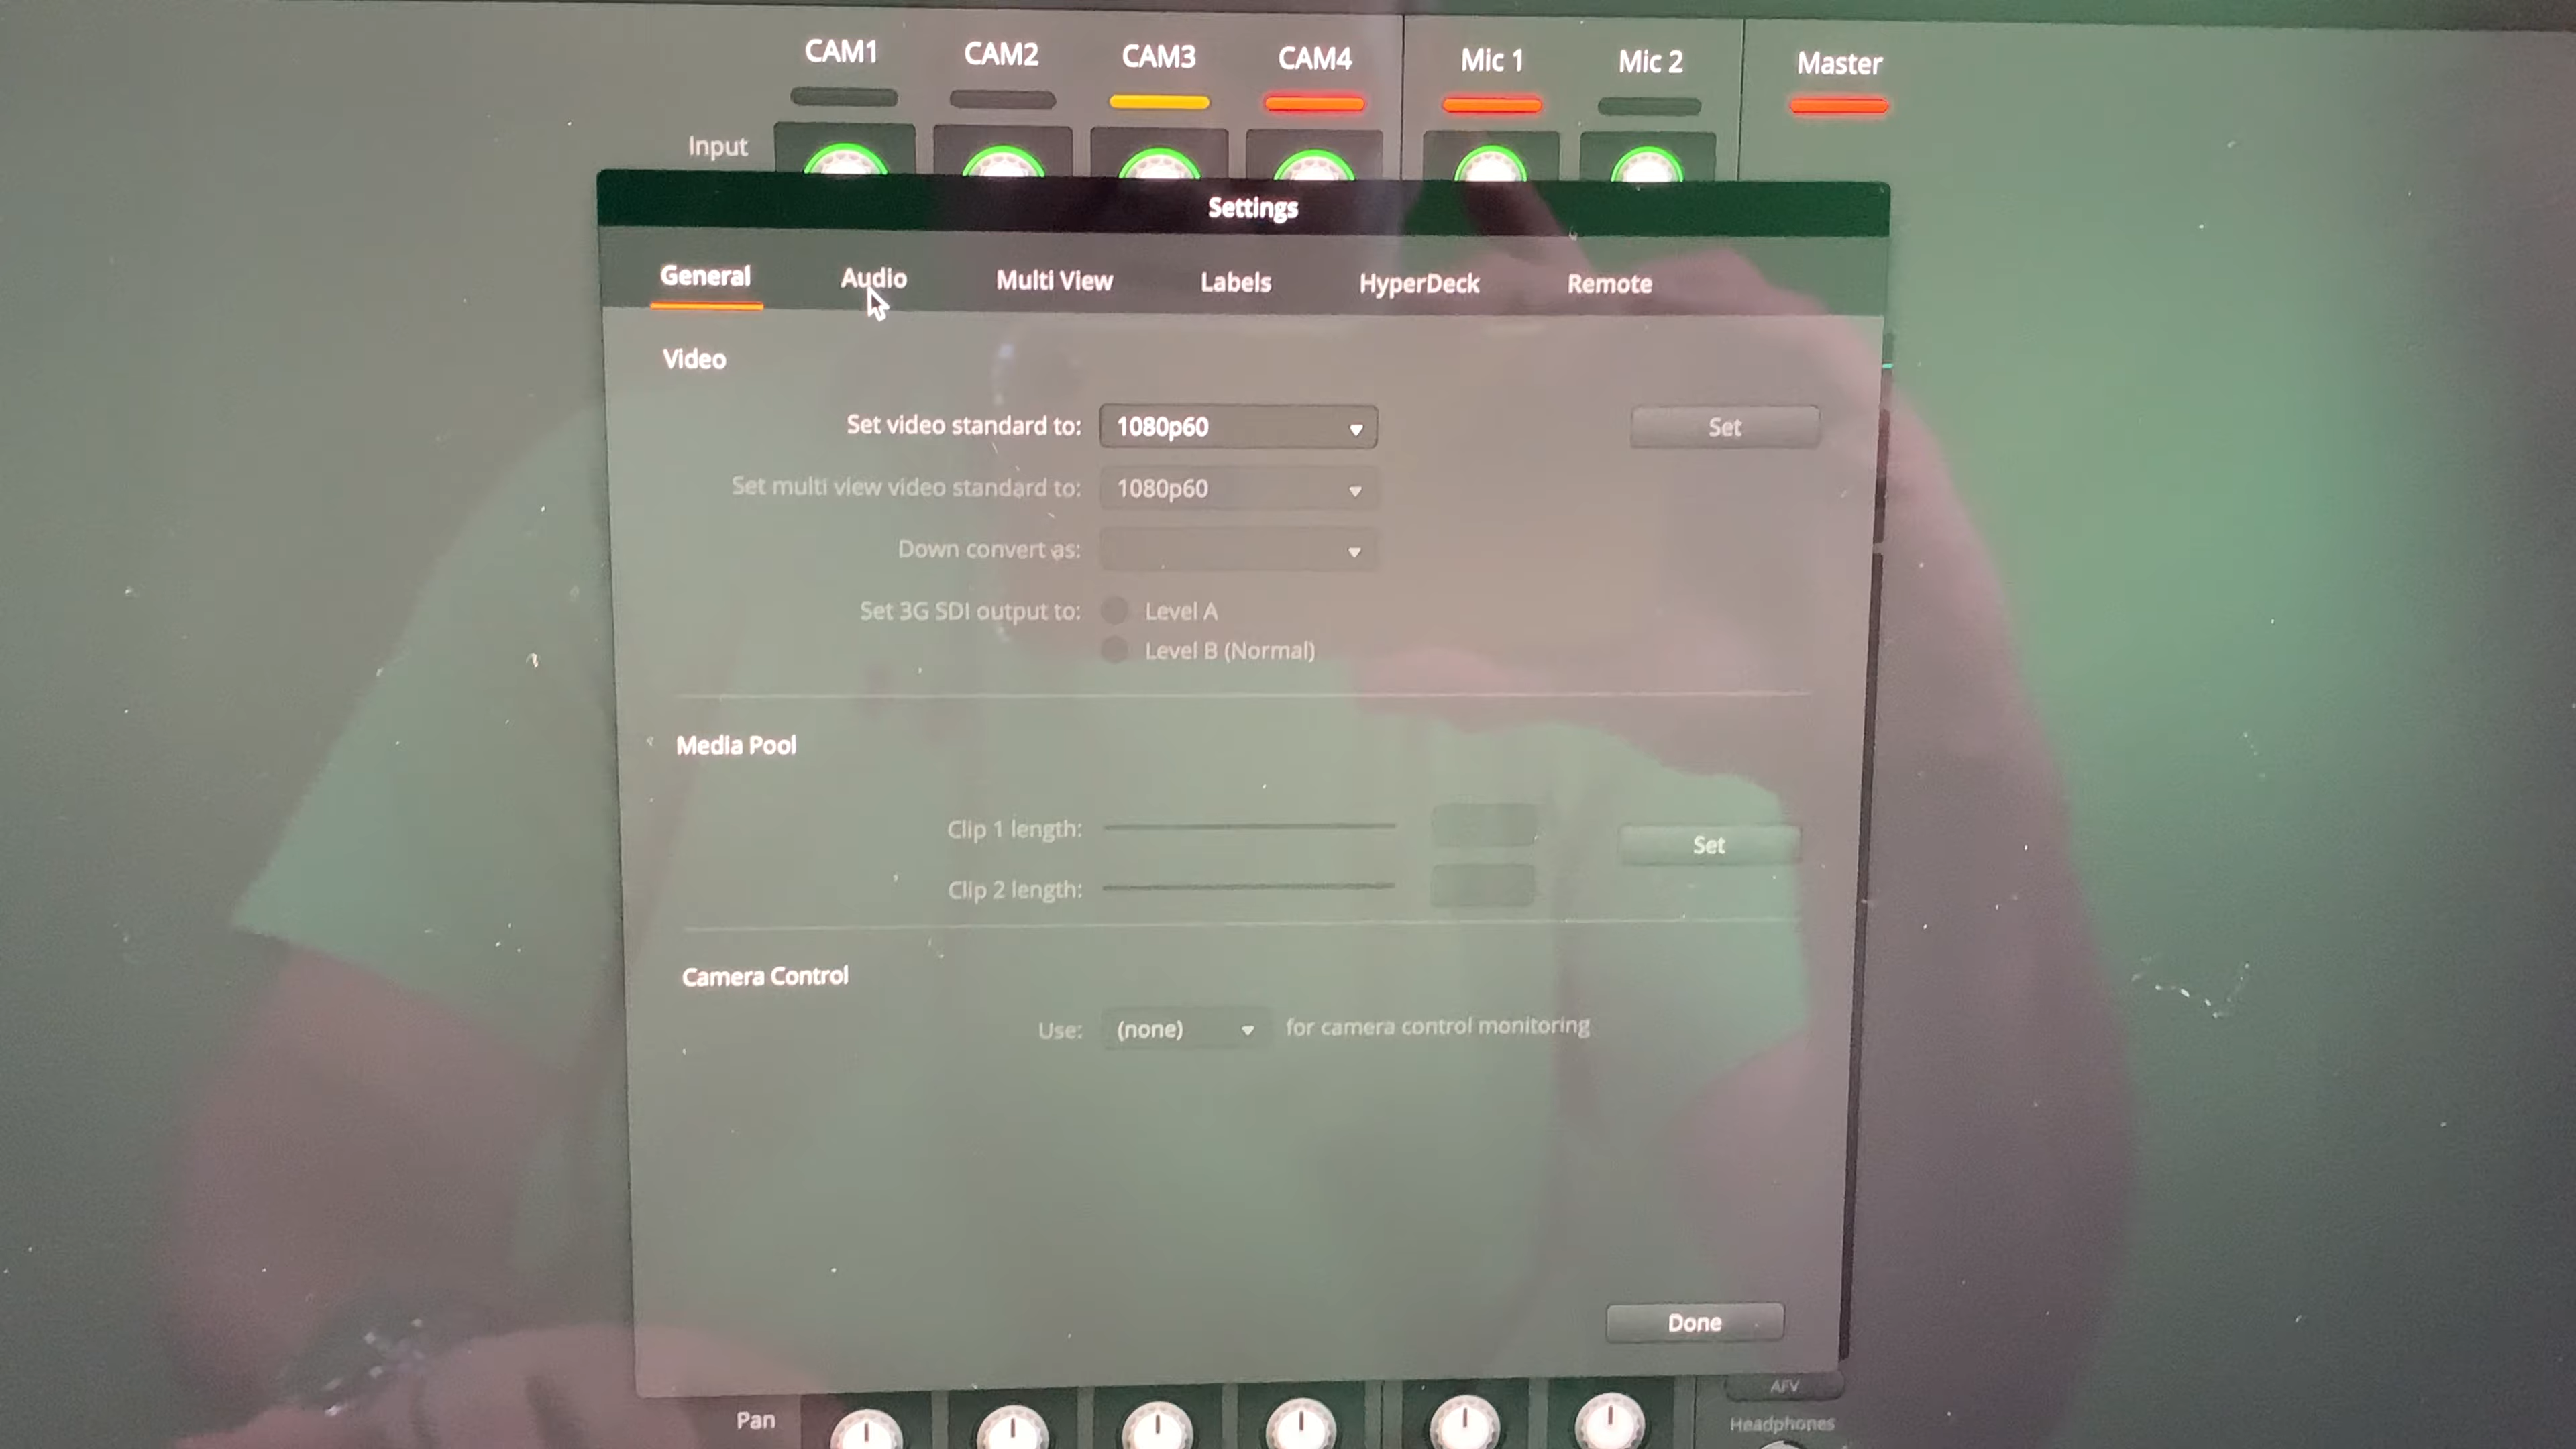 CAM1 CAM2 CAM3 CAM4 Mic 1 Mic 2 Master
Input
Settings
General Audio Multi View Labels HyperDeck Remote
Video
Set video standard to: 1080p60 Set
Set multi view video standard to: 1080p60
Down convert as:
Set 3G SDI output to: Level A
Level B (Normal)
Media Pool
Clip 1 length:
Set
Clip 2 length:
Camera Control
Use: (none) for camera control monitoring
Done
AFV
Pan
Headphones